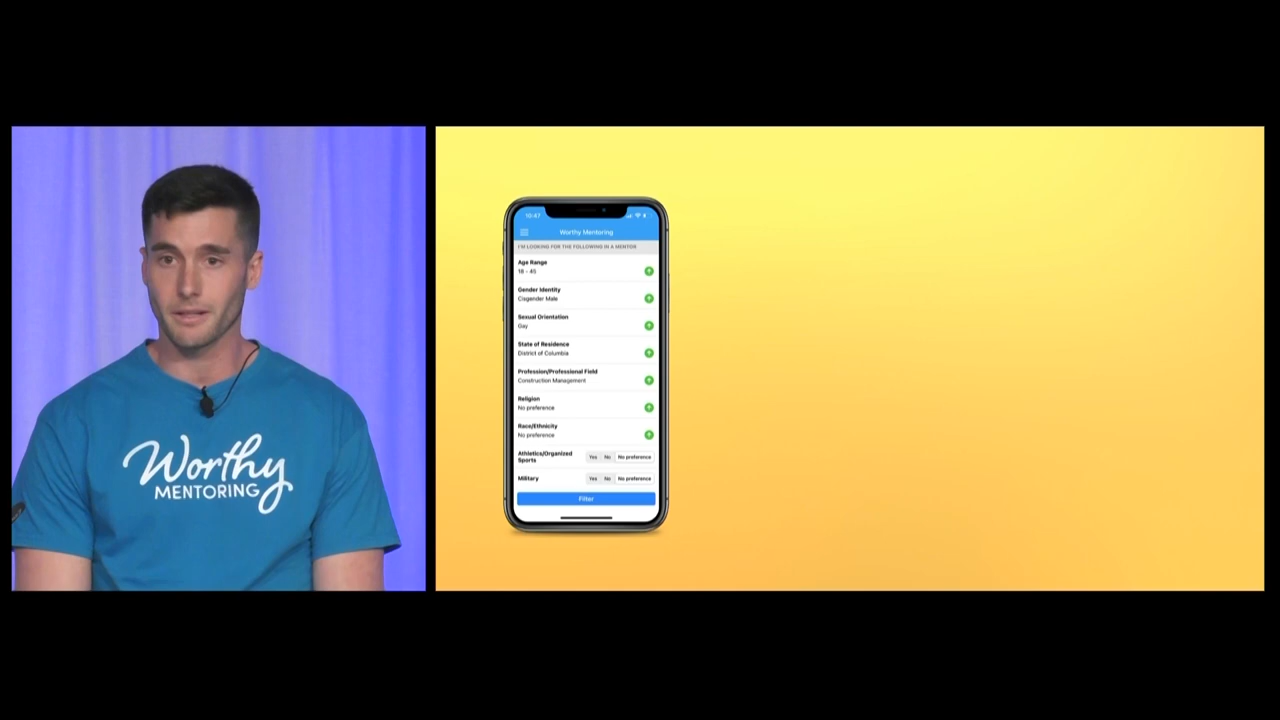 Worthy
MENTORING
10:47
Worthy Mentoring
I'M LOOKING FOR THE FOLLOWING IN A MENTOR
Age Range
18 - 45
Gender Identity
Cisgender Male
Sexual Orientation
Gay
State of Residence
District of Columbia
Profession/Professional Field
Construction Management
Religion
No preference
Race/Ethnicity
No preference
Athletics/Organized
Sports
Yes No No preference
Military
Yes No No preference
Filter